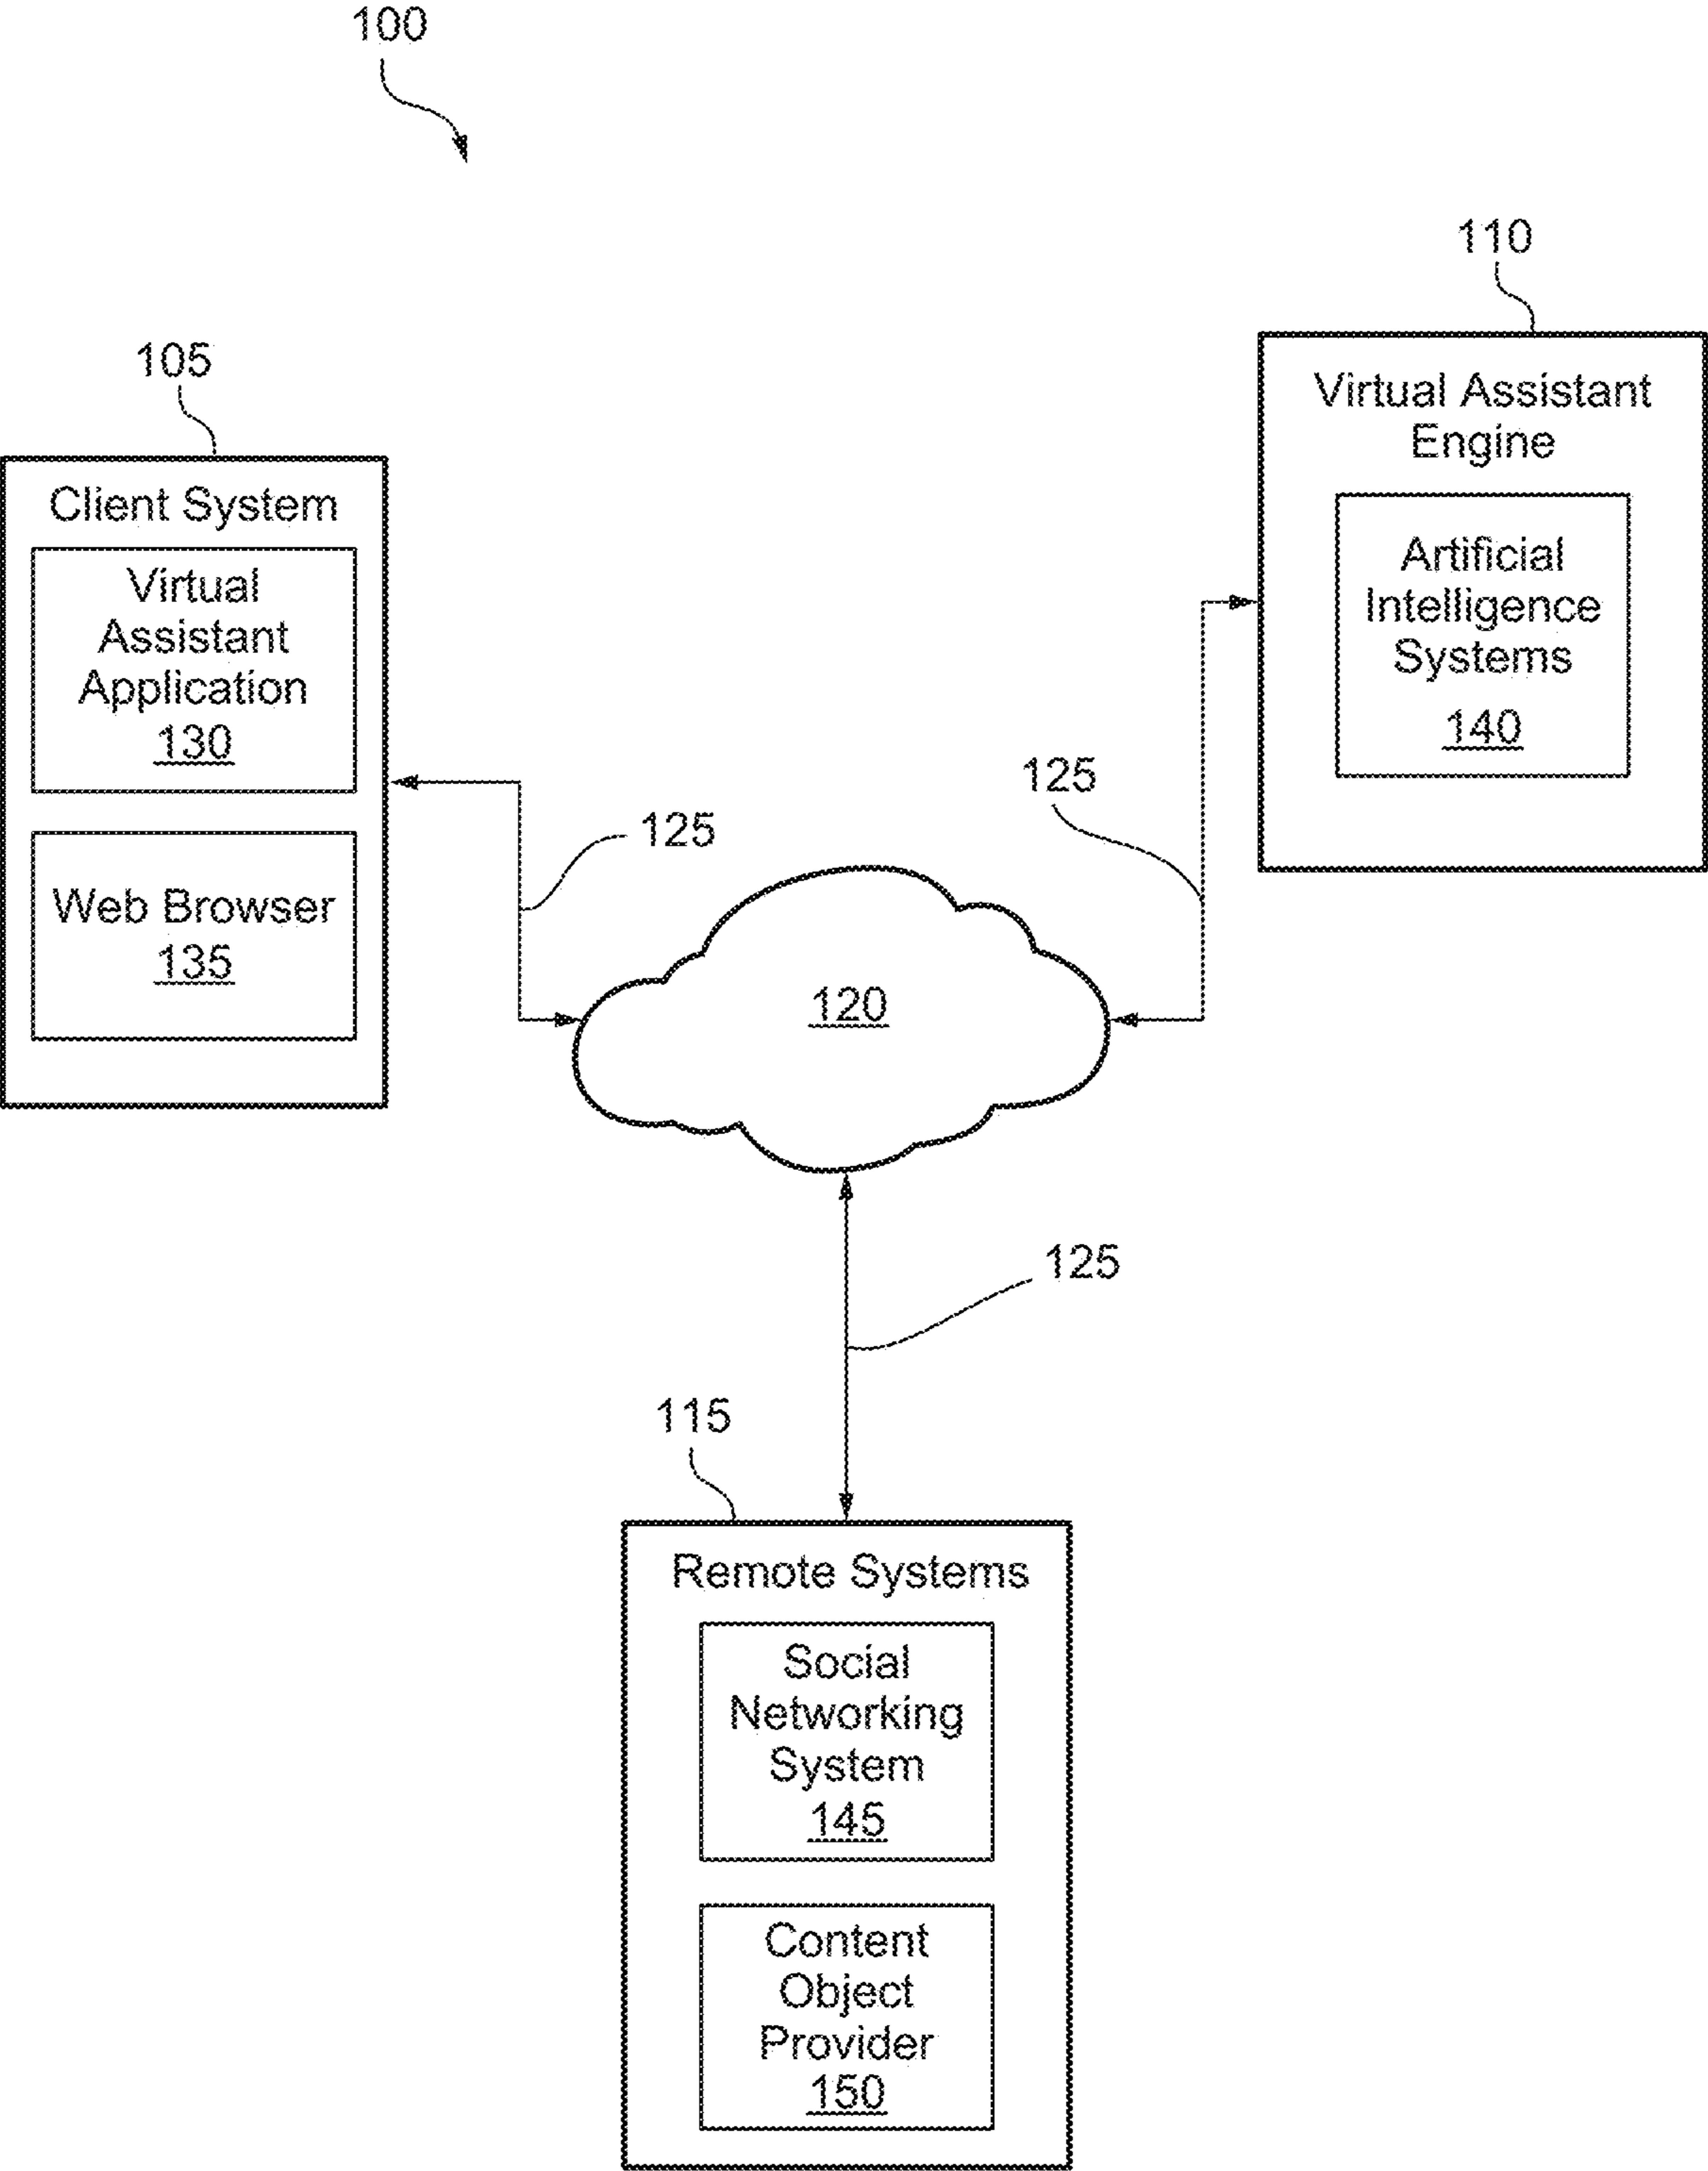 100
110
Virtual Assistant
Engine
Artificial
Intelligence
Systems
140
105
Client System
Virtual
Assistant
Application
130
Web Browser
135
125
125
120
125
115
Remote Systems
Social
Networking
System
145
Content
Object
Provider
150